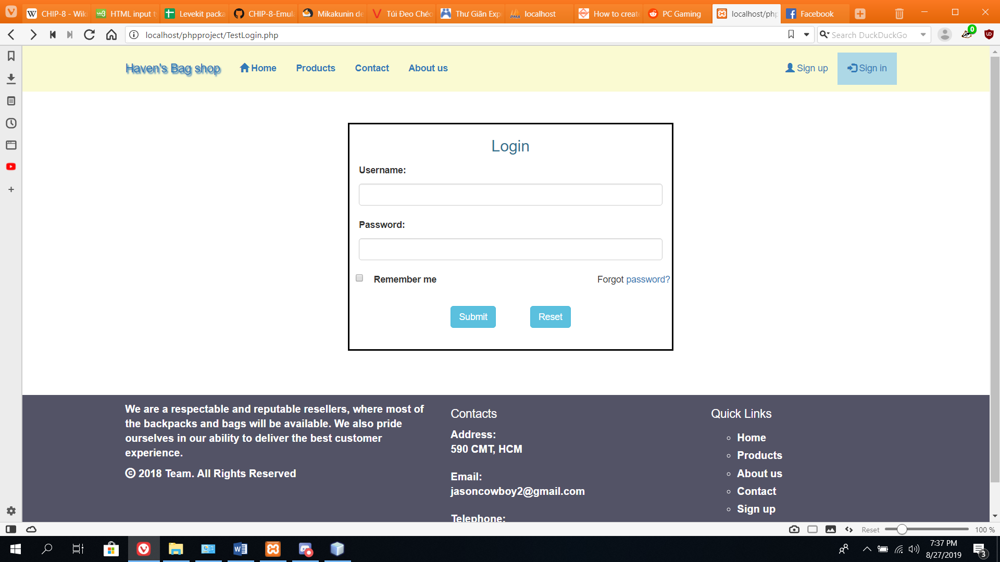 CHIP-8 - Wiki
HTML input t
Levekit packa
CHIP-8-Emul
Mikakunin de
Túi Đeo Chéo
Thư Giãn Exp
localhost
How to create
PC Gaming
localhost/php
Facebook
localhost/phpproject/TestLogin.php
Search DuckDuckGo
0
Haven's Bag shop
Home
Products
Contact
About us
Sign up
Sign in
Login
Username:
Password:
Remember me
Forgot password?
Submit
Reset
We are a respectable and reputable resellers, where most of
the backpacks and bags will be available. We also pride
ourselves in our ability to deliver the best customer
experience.
© 2018 Team. All Rights Reserved
Contacts
Address:
590 CMT, HCM
Email:
jasoncowboy2@gmail.com
Telephone:
Quick Links
Home
Products
About us
Contact
Sign up
Reset
100 %
7:37 PM
8/27/2019
3